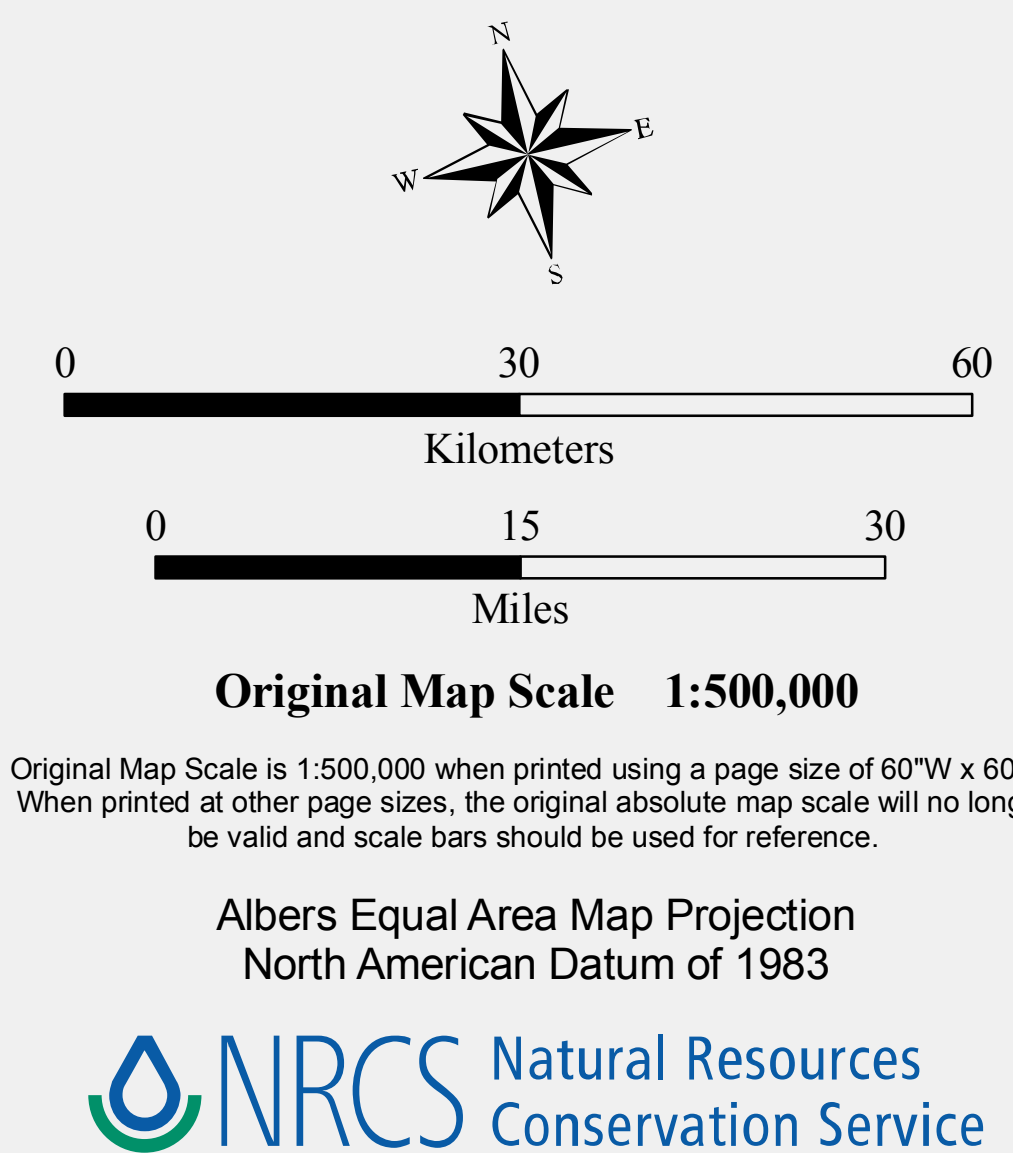 N
E
W
S
0 30 60
Kilometers
0 15 30
Miles
Original Map Scale 1:500,000
Original Map Scale is 1:500,000 when printed using a page size of 60"W x 60
When printed at other page sizes, the original absolute map scale will no long
be valid and scale bars should be used for reference.
Albers Equal Area Map Projection
North American Datum of 1983
NRCS Natural Resources
Conservation Service